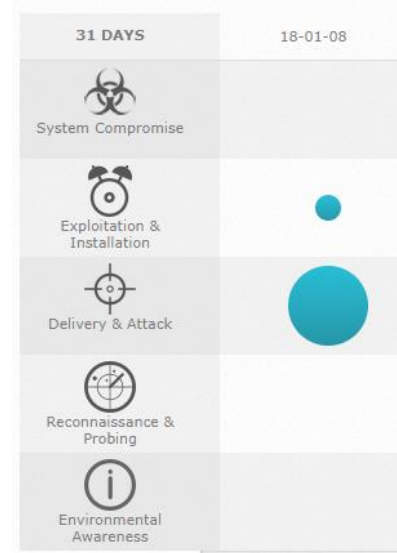 31 DAYS
18-01-08
System Compromise
Exploitation &
Installation
Delivery & Attack
Reconnaissance &
Probing
Environmental
Awareness